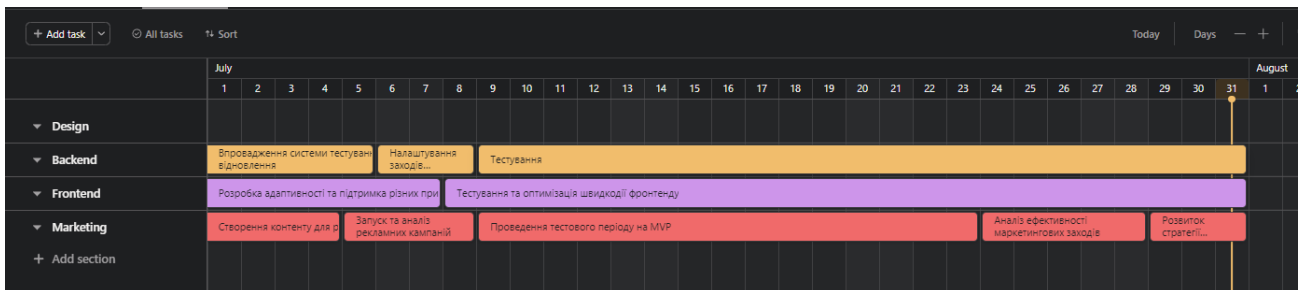 + Add task
All tasks
Sort
Today
Days
July
August
1 2 3 4 5 6 7 8 9 10 11 12 13 14 15 16 17 18 19 20 21 22 23 24 25 26 27 28 29 30 31 1
Design
Backend
Впровадження системи тестуванн
відновлення
Налаштування
заходів...
Тестування
Frontend
Розробка адаптивності та підтримка різних при
Тестування та оптимізація швидкодії фронтенду
Marketing
Створення контенту для р
Запуск та аналіз
рекламних кампаній
Проведення тестового періоду на MVP
Аналіз ефективності
маркетингових заходів
Розвиток
стратегії...
+ Add section